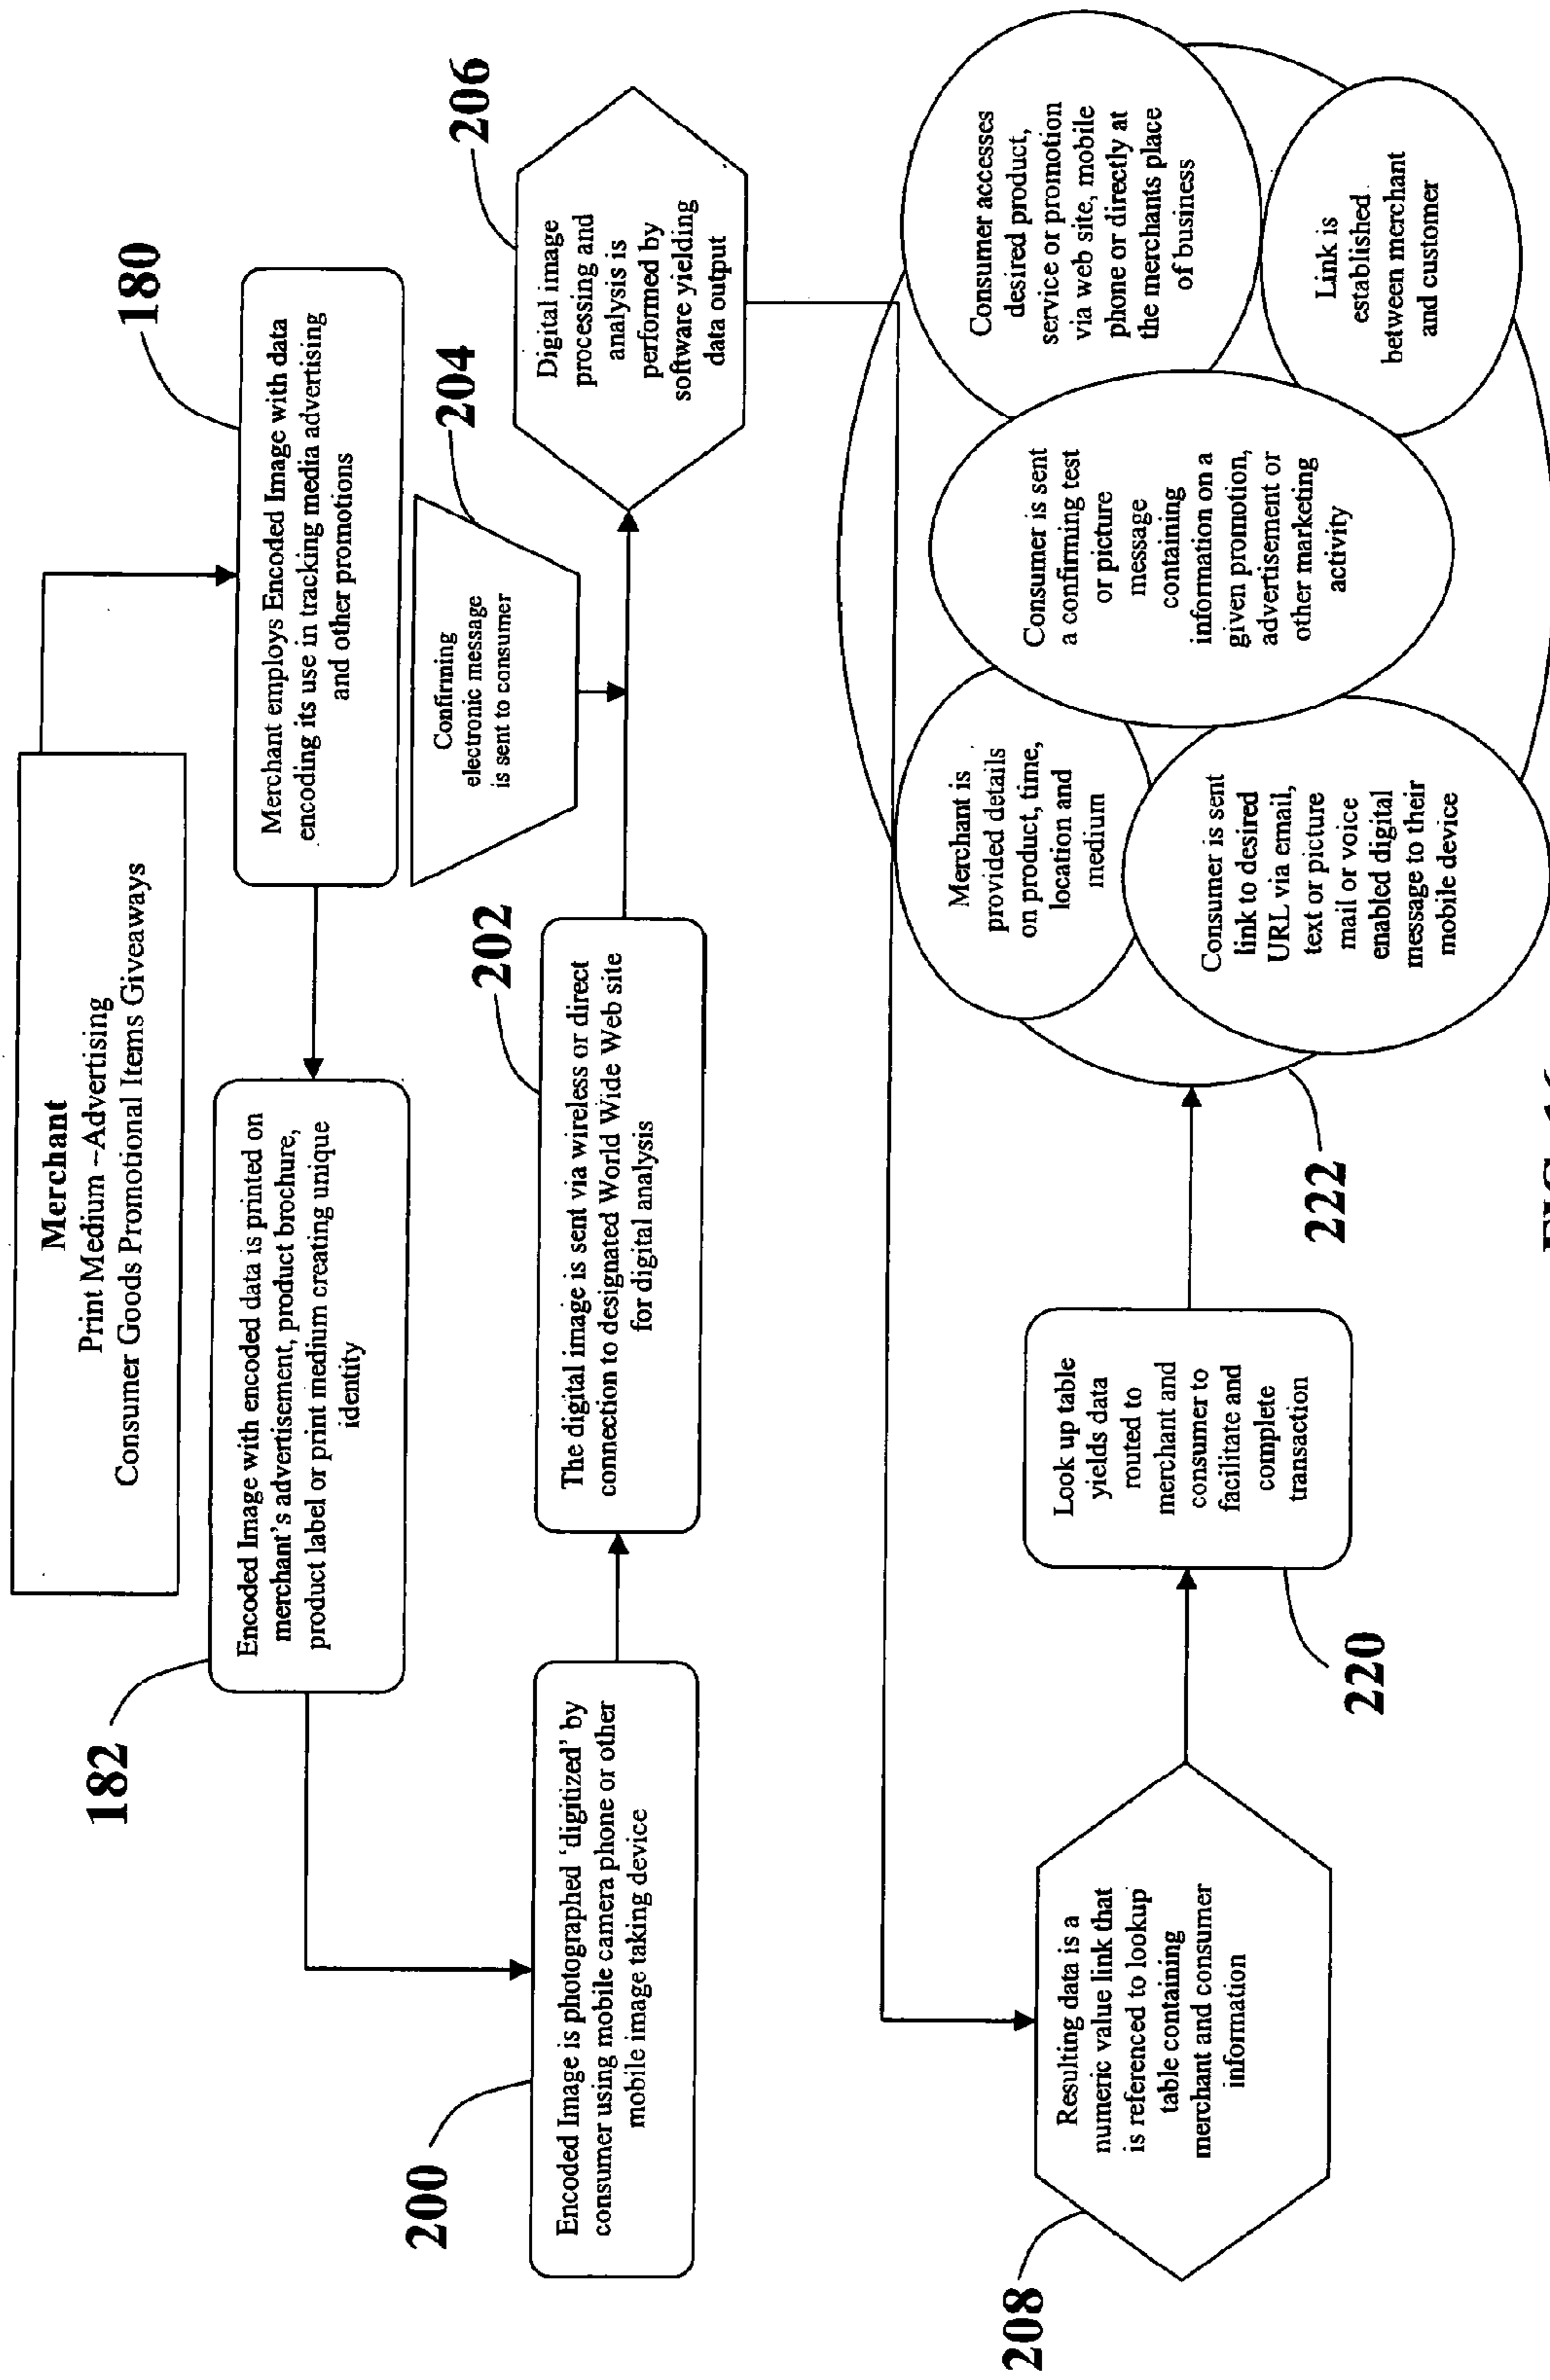 Merchant
Print Medium –Advertising
Consumer Goods Promotional Items Giveaways
180
Merchant employs Encoded Image with data
encoding its use in tracking media advertising
and other promotions
182
Encoded Image with encoded data is printed on
merchant's advertisement, product brochure,
product label or print medium creating unique
identity
200
Encoded Image is photographed ‘digitized’ by
consumer using mobile camera phone or other
mobile image taking device
202
The digital image is sent via wireless or direct
connection to designated World Wide Web site
for digital analysis
204
Confirming
electronic message
is sent to consumer
206
Digital image
processing and
analysis is
performed by
software yielding
data output
208
Resulting data is a
numeric value link that
is referenced to lookup
table containing
merchant and consumer
information
220
Look up table
yields data
routed to
merchant and
consumer to
facilitate and
complete
transaction
222
Merchant is
provided details
on product, time,
location and
medium
Consumer is sent
link to desired
URL via email,
text or picture
mail or voice
enabled digital
message to their
mobile device
Consumer is sent
a confirming test
or picture
message
containing
information on a
given promotion,
advertisement or
other marketing
activity
Consumer accesses
desired product,
service or promotion
via web site, mobile
phone or directly at
the merchants place
of business
Link is
established
between merchant
and customer